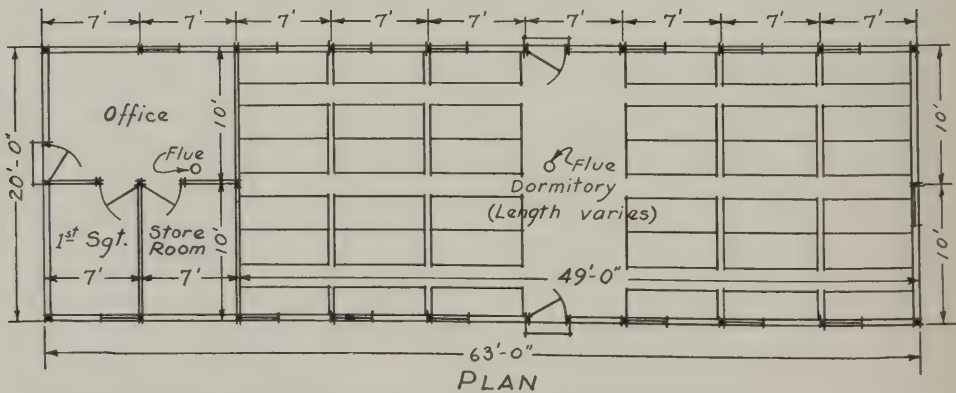 7' 7' 7' 7' 7' 7' 7' 7' 7'
20'-0"
Office
10'
Flue
Flue
10'
Dormitory
(Length varies)
1st Sgt.
Store
Room
10'
10'
7' 7'
49'-0"
63'-0"
PLAN